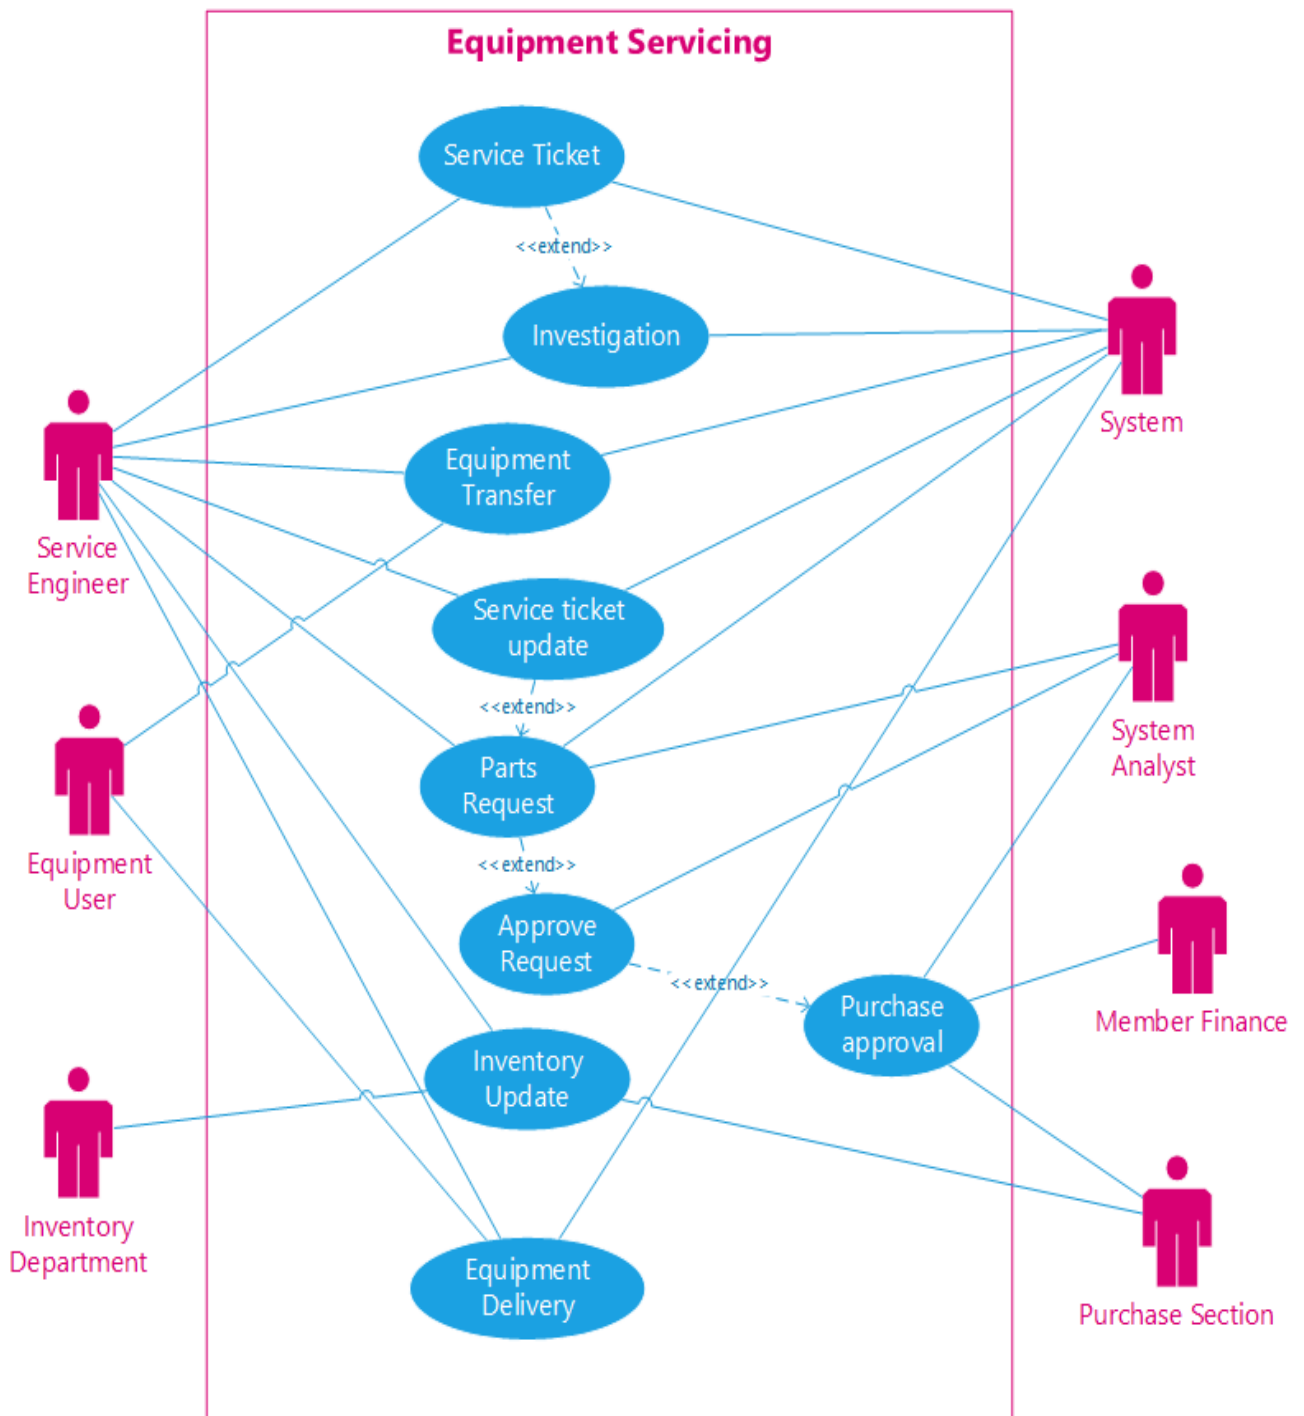 Equipment Servicing
Service Ticket
<<extend>>
Investigation
System
Equipment
Transfer
Service
Engineer
Service ticket
update
<<extend>>
System
Analyst
Parts
Request
Equipment
User
<<extend>>
Approve
Request
<<extend>>
Purchase
approval
Member Finance
Inventory
Update
Inventory
Department
Equipment
Delivery
Purchase Section